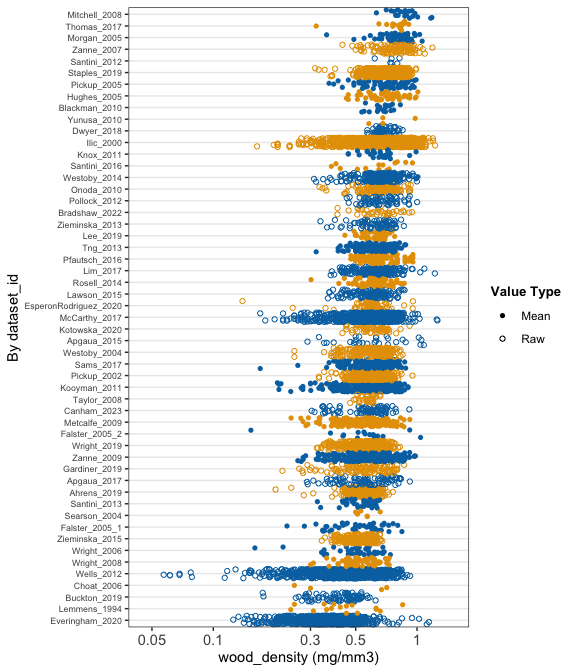 By dataset_id
Mitchell_2008
Thomas_2017
Morgan_2005
Zanne_2007
Santini_2012
Staples_2019
Pickup_2005
Hughes_2005
Blackman_2010
Yunusa_2010
Dwyer_2018
Ilic_2000
Knox_2011
Santini_2016
Westoby_2014
Onoda_2010
Pollock_2012
Bradshaw_2022
Zieminska_2013
Lee_2019
Tng_2013
Pfautsch_2016
Lim_2017
Rosell_2014
Lawson_2015
EsperonRodriguez_2020
McCarthy_2017
Kotowska_2020
Apgaua_2015
Westoby_2004
Sams_2017
Pickup_2002
Kooyman_2011
Taylor_2008
Canham_2023
Metcalfe_2009
Falster_2005_2
Wright_2019
Zanne_2009
Gardiner_2019
Apgaua_2017
Ahrens_2019
Santini_2013
Searson_2004
Falster_2005_1
Zieminska_2015
Wright_2006
Wright_2008
Wells_2012
Choat_2006
Buckton_2019
Lemmens_1994
Everingham_2020
0.05 0.1 0.3 0.5 1
wood_density (mg/mm3)
Value Type
Mean
Raw